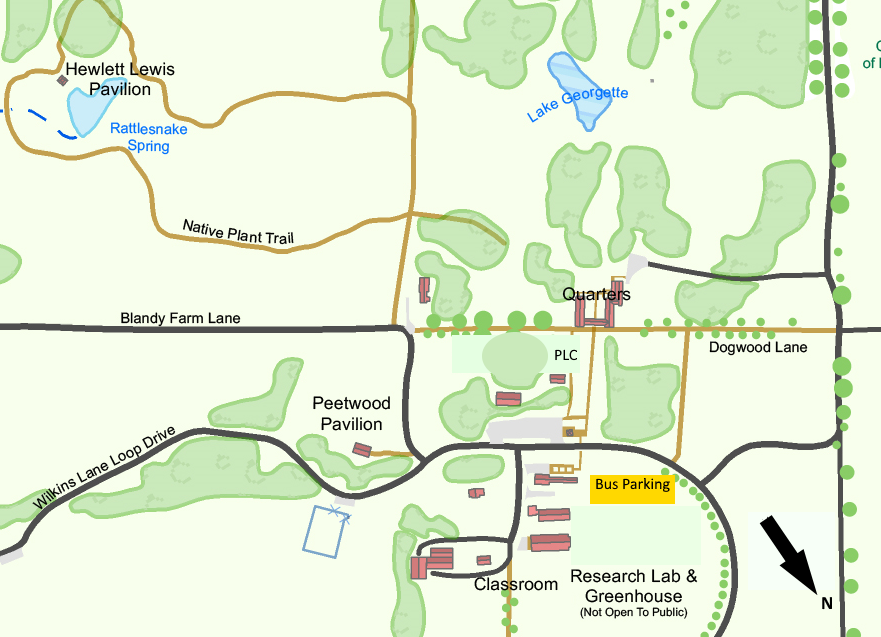 Hewlett Lewis
Pavilion
Rattlesnake
Spring
Lake Georgette
Native Plant Trail
Quarters
Blandy Farm Lane
Dogwood Lane
PLC
Peetwood
Pavilion
Wilkins Lane Loop Drive
Bus Parking
Classroom
Research Lab &
Greenhouse
(Not Open To Public)
N